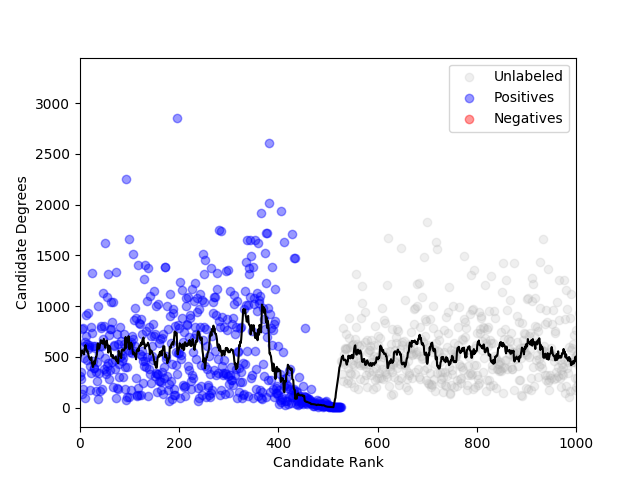 Unlabeled
Positives
Negatives
3000
2500
2000
1500
1000
500
0
Candidate Degrees
0 200 400 600 800 1000
Candidate Rank